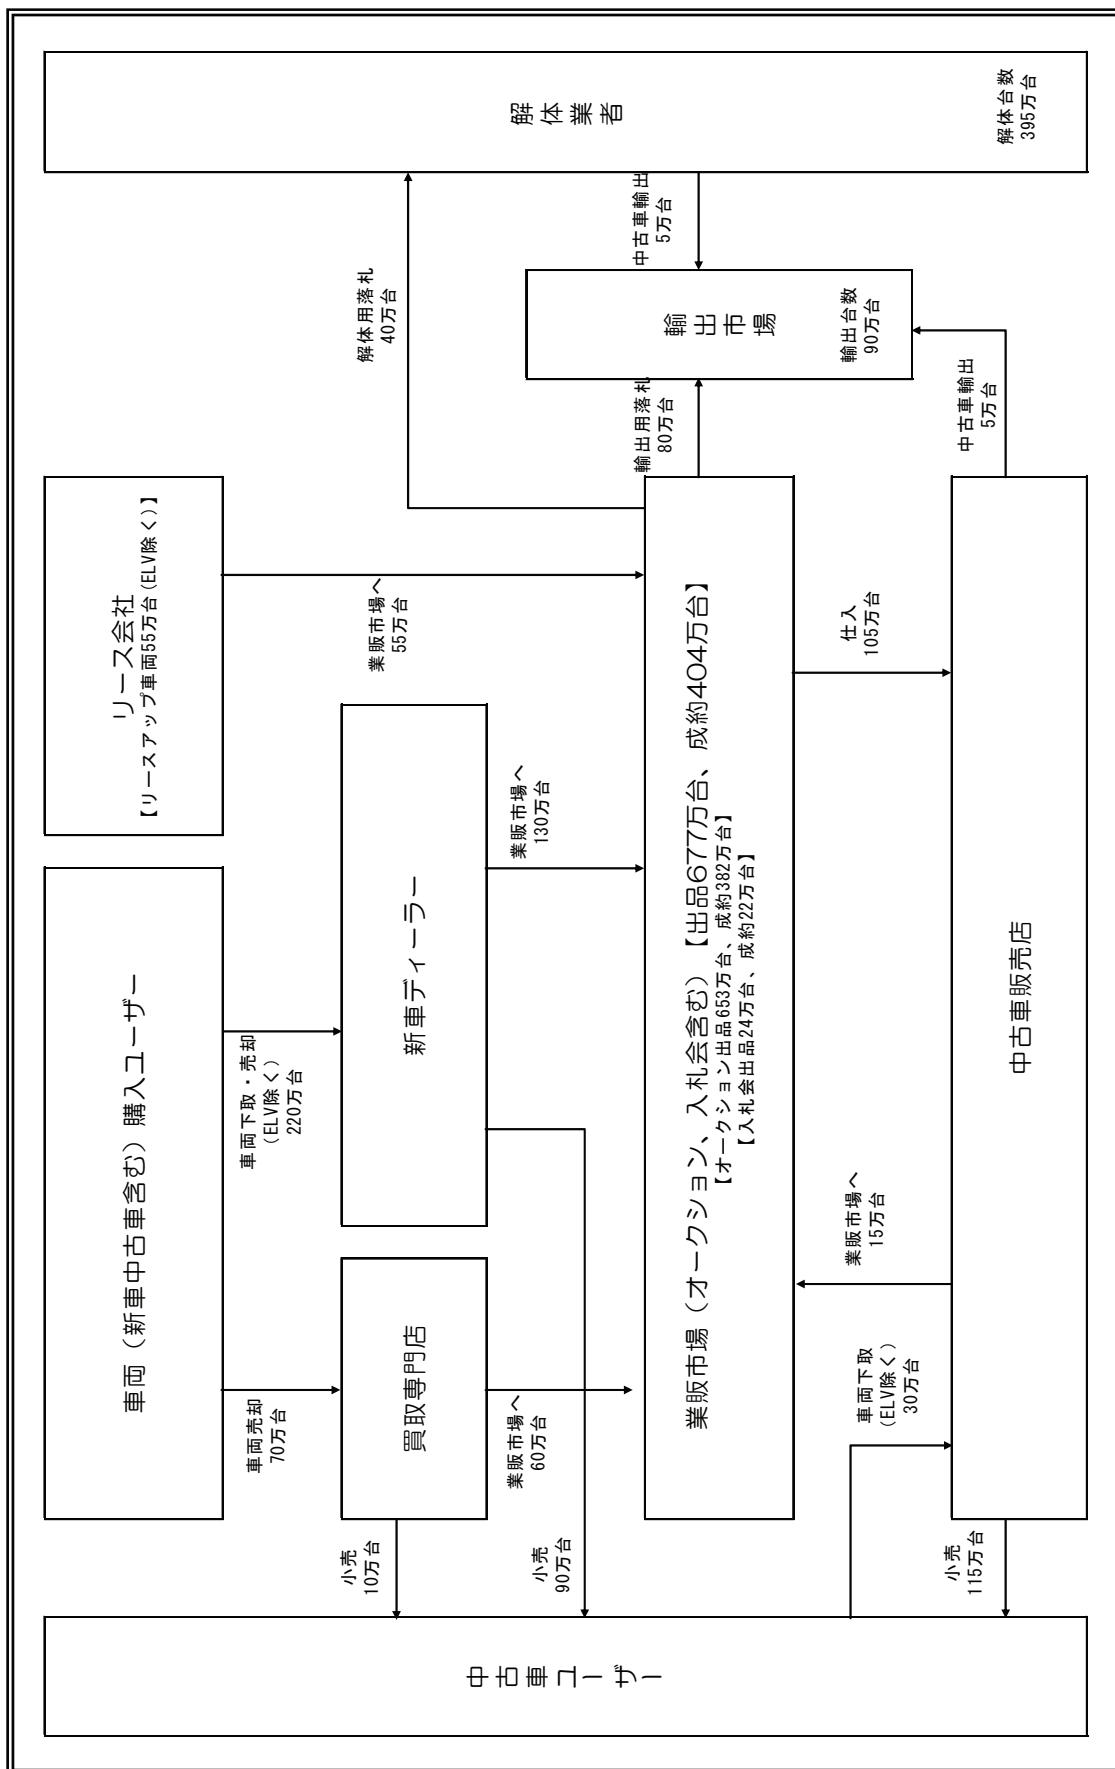 車両（新車中古車含む）購入ユーザー
リース会社
【リースアップ車両55万台(ELV除く)】
解体業者
解体台数
395万台
車両売却
70万台
車両下取・売却
(ELV除く)
220万台
買取専門店
新車ディーラー
業販市場へ
55万台
解体用落札
40万台
小売
10万台
業販市場へ
60万台
小売
90万台
業販市場へ
130万台
中古車輸出
5万台
輸出市場
輸出台数
90万台
輸出用落札
80万台
業販市場（オークション、入札会含む）【出品677万台、成約404万台】
【オークション出品653万台、成約382万台】
【入札会出品24万台、成約22万台】
車両下取
(ELV除く)
30万台
業販市場へ
15万台
仕入
105万台
中古車輸出
5万台
小売
115万台
中古車販売店
中古車ユーザー